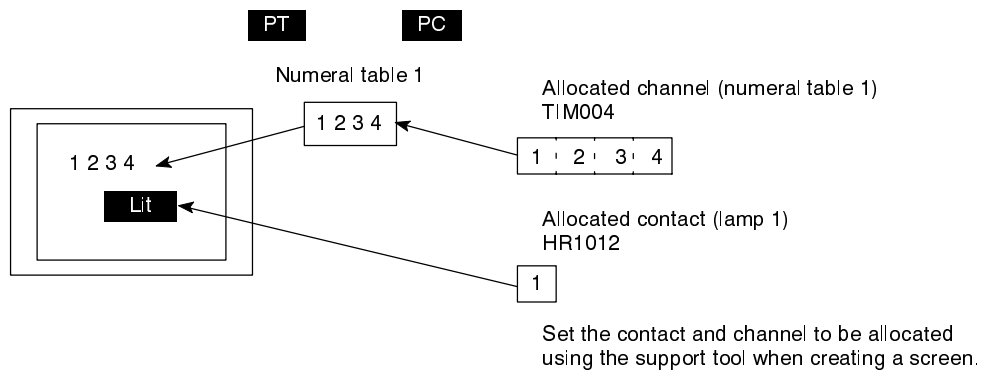 PT
PC
Numeral table 1
Allocated channel (numeral table 1)
TIM004
1 2 3 4
1 2 3 4
1 2 3 4
Lit
Allocated contact (lamp 1)
HR1012
1
Set the contact and channel to be allocated
using the support tool when creating a screen.